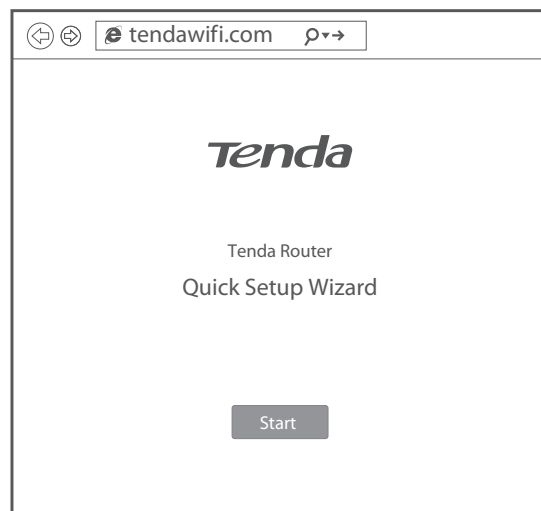 tendawifi.com
Tenda
Tenda Router
Quick Setup Wizard
Start